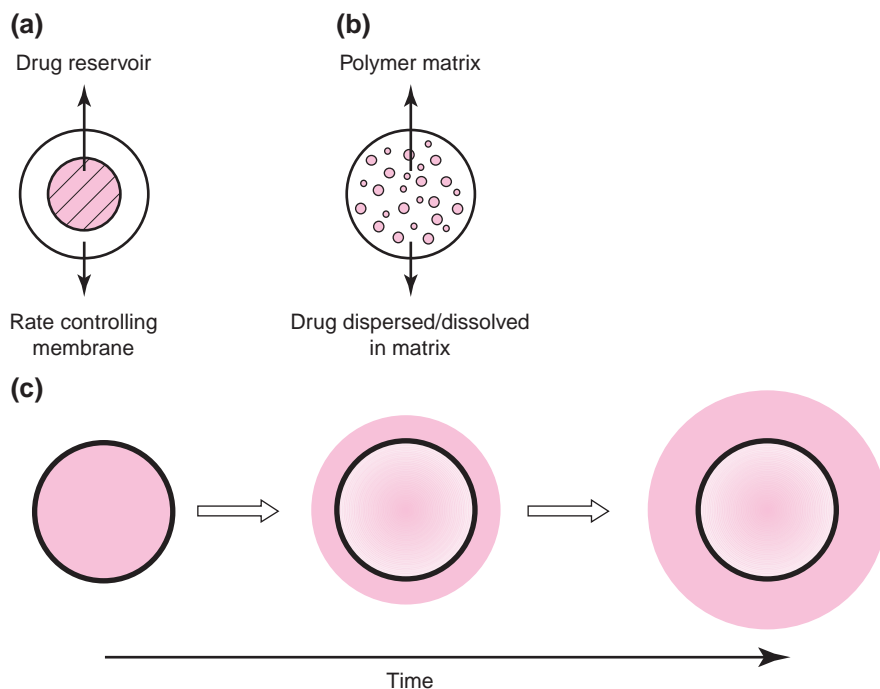 (a)
Drug reservoir
Rate controlling
membrane
(b)
Polymer matrix
Drug dispersed/dissolved
in matrix
(c)
Time